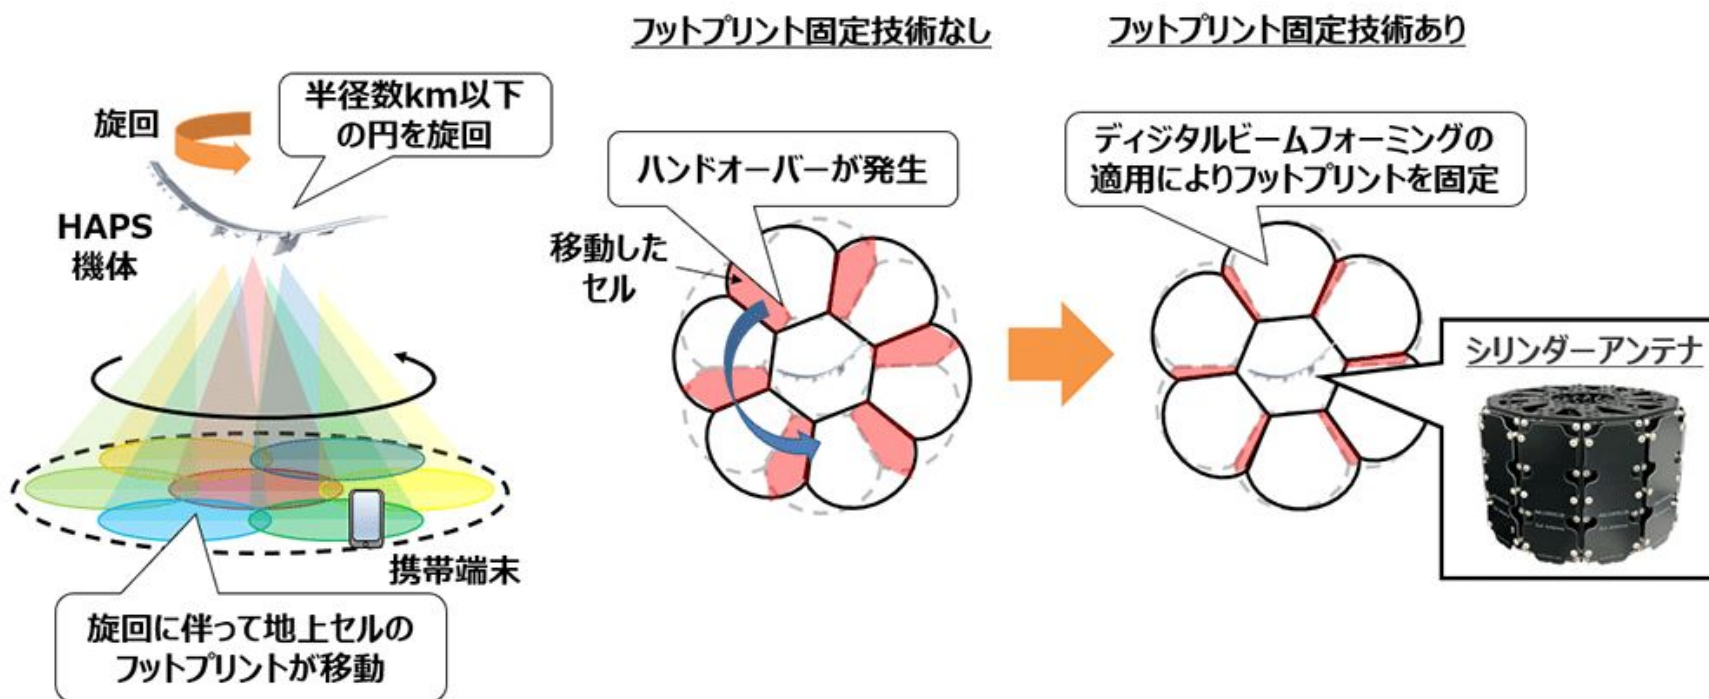 フットプリント固定技術なし
フットプリント固定技術あり
旋回
半径数km以下
の円を旋回
HAPS
機体
ハンドオーバーが発生
移動した
セル
ディジタルビームフォーミングの
適用によりフットプリントを固定
シリンダーアンテナ
携帯端末
旋回に伴って地上セルの
フットプリントが移動